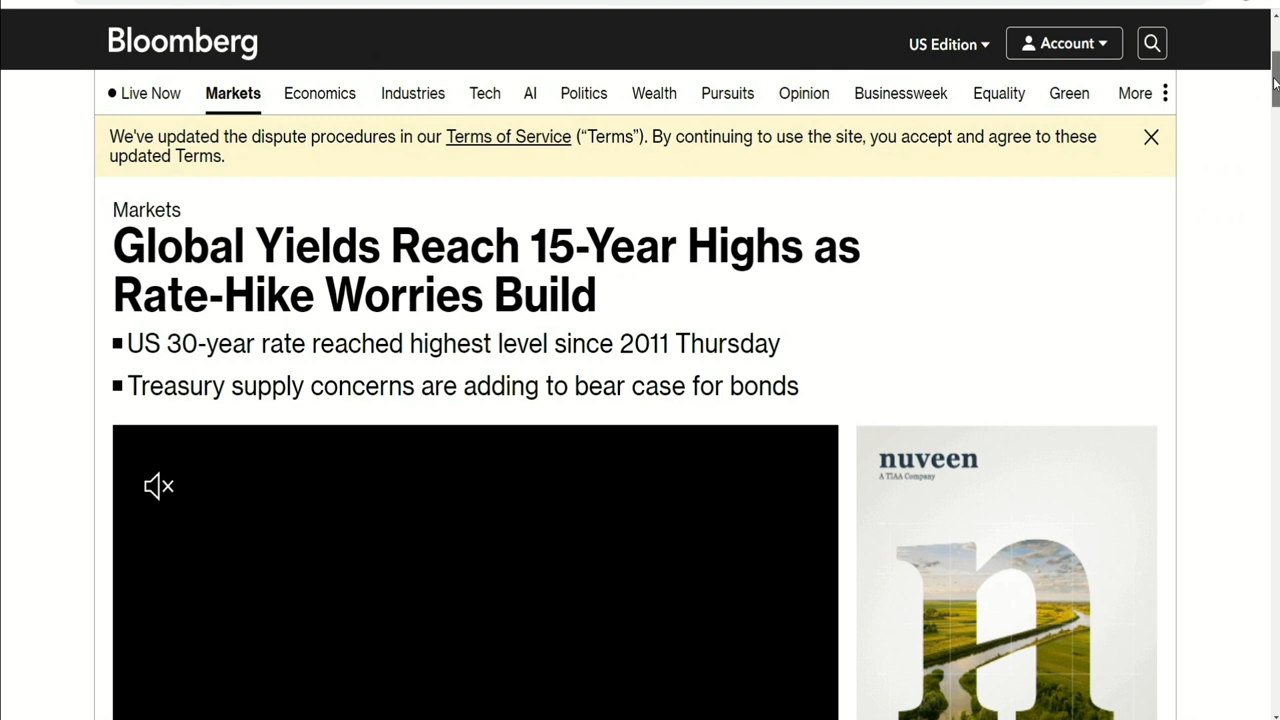 Bloomberg
US Edition
Account
Live Now Markets Economics Industries Tech AI Politics Wealth Pursuits Opinion Businessweek Equality Green More
We've updated the dispute procedures in our Terms of Service (“Terms”). By continuing to use the site, you accept and agree to these
updated Terms.
Markets
Global Yields Reach 15-Year Highs as
Rate-Hike Worries Build
US 30-year rate reached highest level since 2011 Thursday
Treasury supply concerns are adding to bear case for bonds
nuveen
A TIAA Company
n